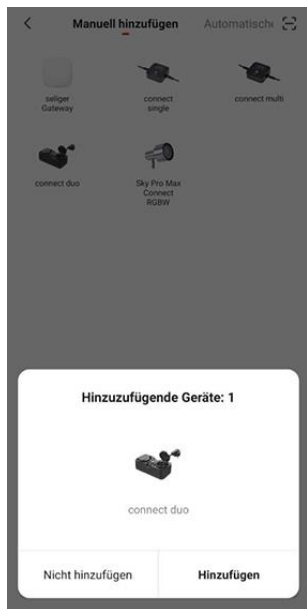 Manuell hinzufügen Automatische
seliger
Gateway
connect
single
connect multi
connect duo
Sky Pro Max
Connect
RGBW
Hinzuzufügende Geräte: 1
connect duo
Nicht hinzufügen Hinzufügen